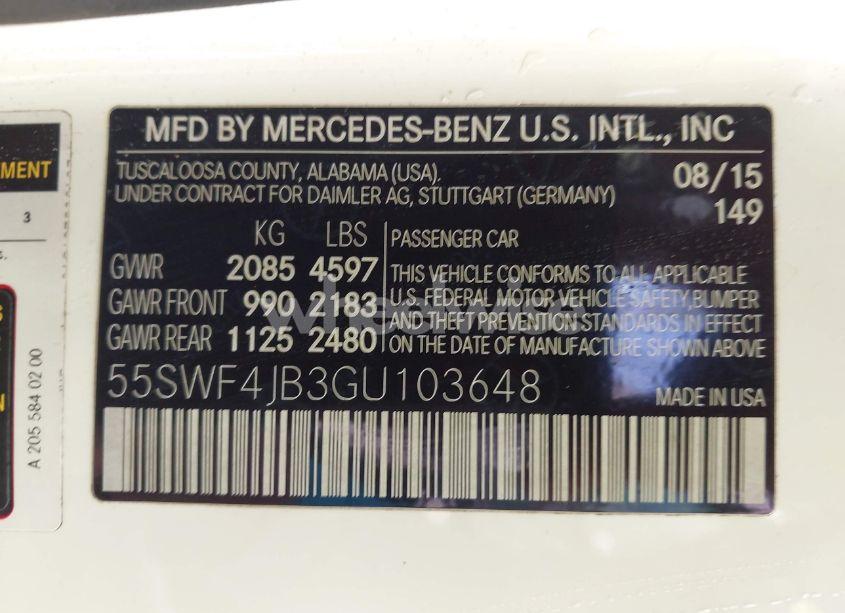 MFD BY MERCEDES-BENZ U.S. INTL., INC
TUSCALOOSA COUNTY, ALABAMA (USA). 08/15
UNDER CONTRACT FOR DAIMLER AG, STUTTGART (GERMANY) 149
KG LBS PASSENGER CAR
GVWR 2085 4597 THIS VEHICLE CONFORMS TO ALL APPLICABLE
GAWR FRONT 990 2183 U.S. FEDERAL MOTOR VEHICLE SAFETY, BUMPER
AND THEFT PREVENTION STANDARDS IN EFFECT
GAWR REAR 1125 2480 ON THE DATE OF MANUFACTURE SHOWN ABOVE
55SWF4JB3GU103648 MADE IN USA
MENT
3
A 205 584 02 00